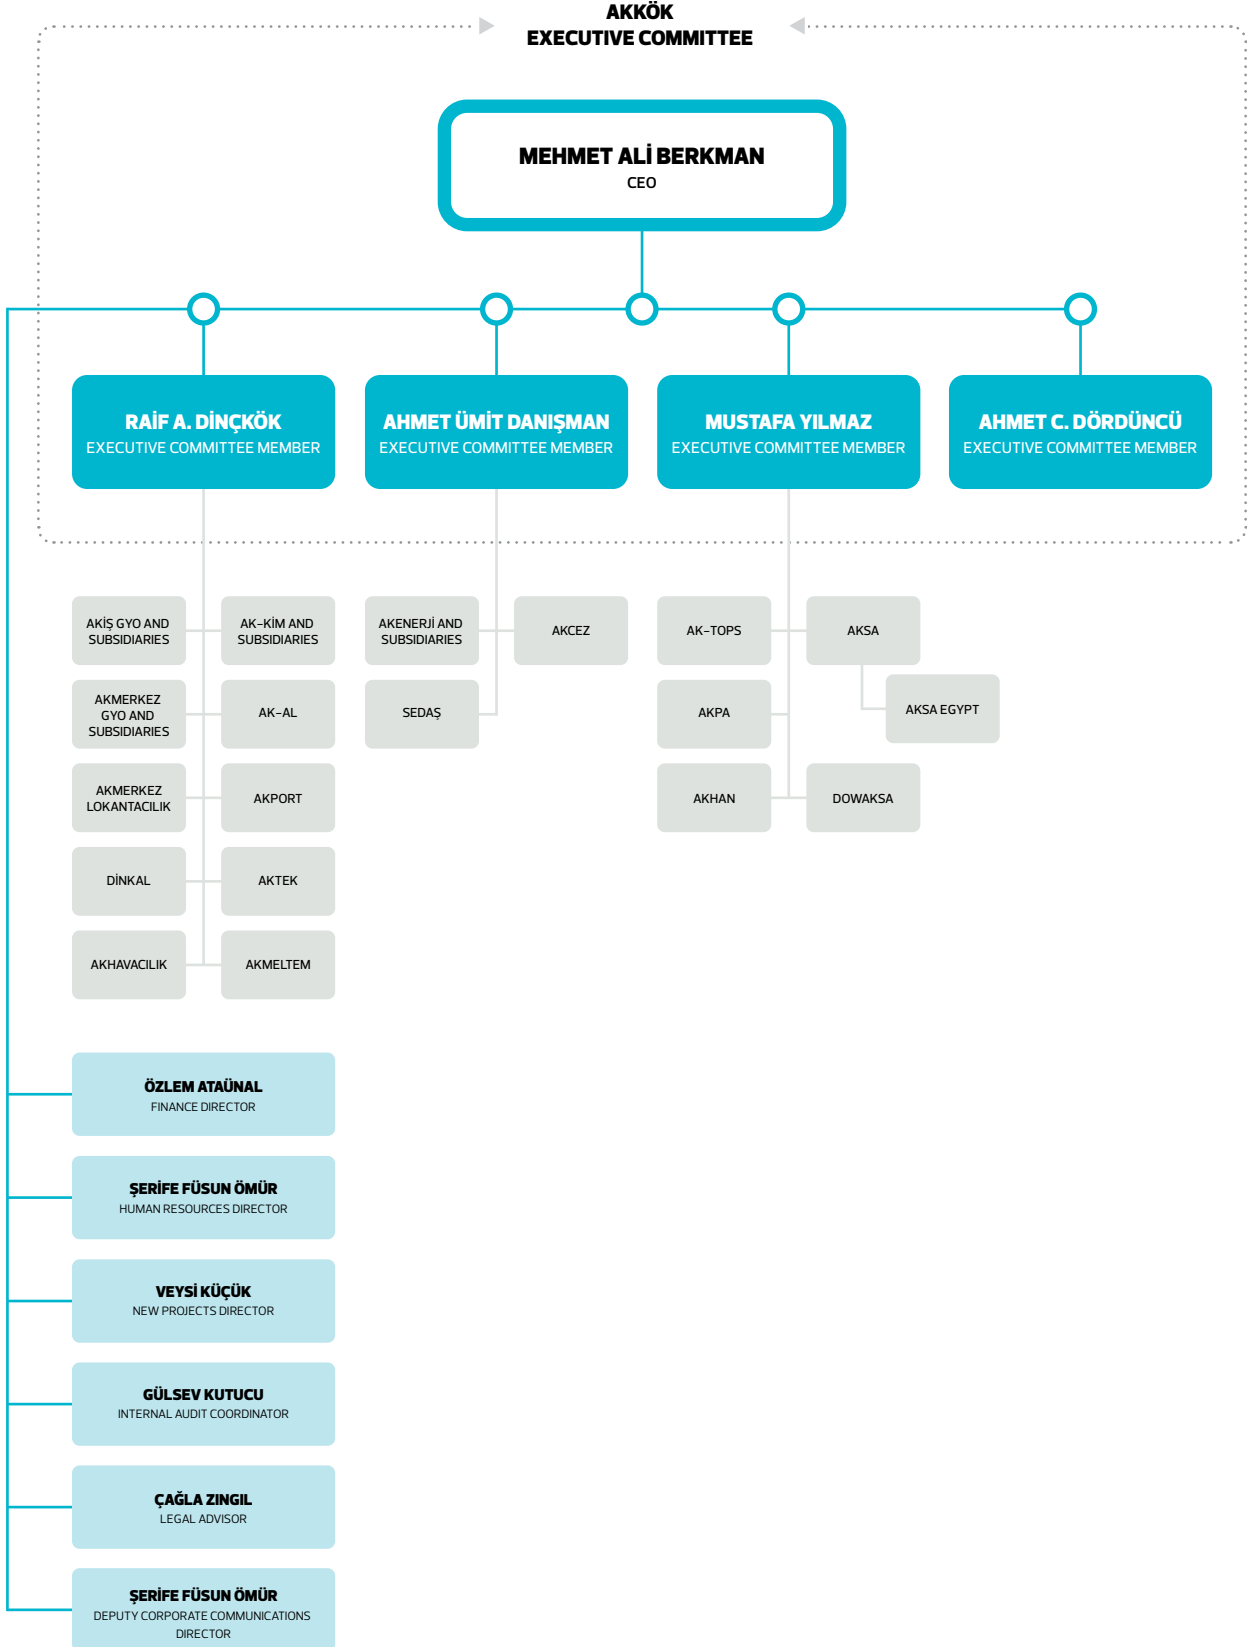 AKKÖK
EXECUTIVE COMMITTEE
MEHMET ALİ BERKMAN
CEO
RAİF A. DİNÇKÖK
EXECUTIVE COMMITTEE MEMBER
AHMET ÜMİT DANIŞMAN
EXECUTIVE COMMITTEE MEMBER
MUSTAFA YILMAZ
EXECUTIVE COMMITTEE MEMBER
AHMET C. DÖRDÜNCÜ
EXECUTIVE COMMITTEE MEMBER
AKİŞ GYO AND
SUBSIDIARIES
AK-KİM AND
SUBSIDIARIES
AKMERKEZ
GYO AND
SUBSIDIARIES
AK-AL
AKMERKEZ
LOKANTACILIK
AKPORT
DİNKAL
AKTEK
AKHAVACILIK
AKMELTEM
AKENERJİ AND
SUBSIDIARIES
AKCEZ
SEDAŞ
AK-TOPS
AKSA
AKPA
AKSA EGYPT
AKHAN
DOWAKSA
ÖZLEM ATAÜNAL
FINANCE DIRECTOR
ŞERİFE FÜSUN ÖMÜR
HUMAN RESOURCES DIRECTOR
VEYSİ KÜÇÜK
NEW PROJECTS DIRECTOR
GÜLSEV KUTUCU
INTERNAL AUDIT COORDINATOR
ÇAĞLA ZINGIL
LEGAL ADVISOR
ŞERİFE FÜSUN ÖMÜR
DEPUTY CORPORATE COMMUNICATIONS
DIRECTOR